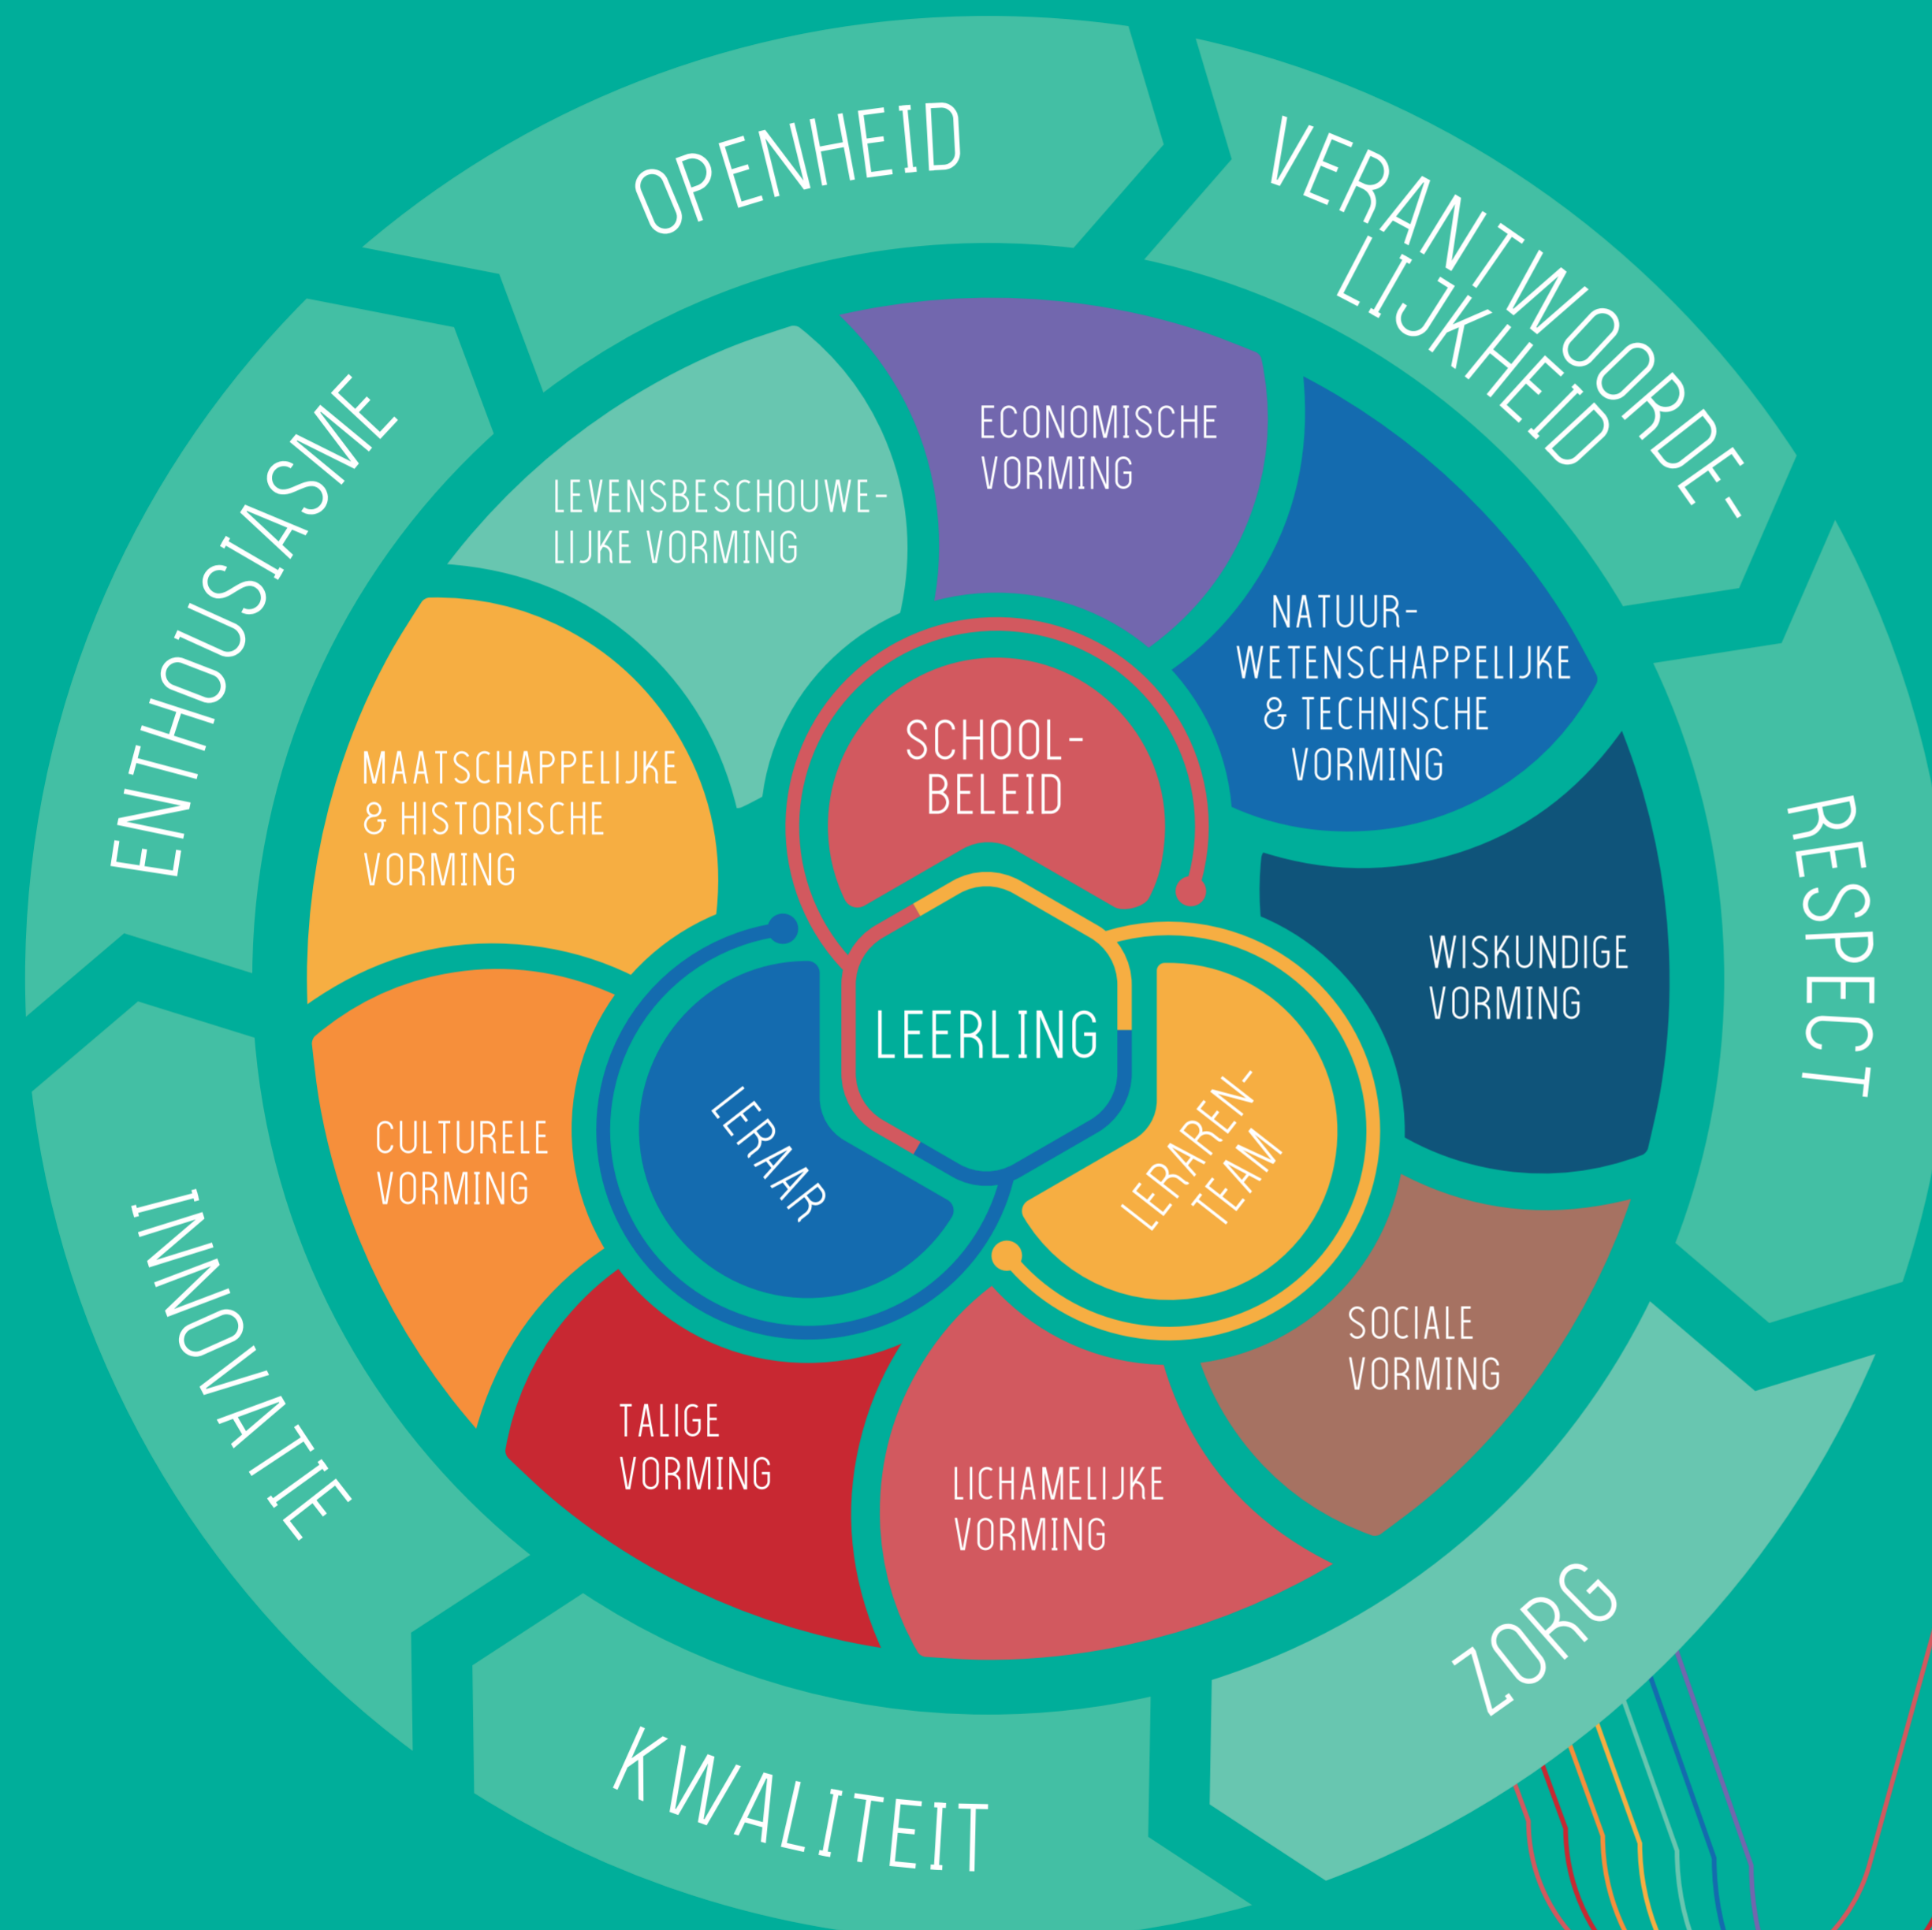 OPENHEID
VERANTWOORDE-
LIJKHEID
RESPECT
ZORG
KWALITEIT
INNOVATIE
ENTHOUSIASME
ECONOMISCHE
VORMING
NATUUR-
WETENSCHAPPELIJKE
& TECHNISCHE
VORMING
WISKUNDIGE
VORMING
SOCIALE
VORMING
LICHAMELIJKE
VORMING
TALIGE
VORMING
CULTURELE
VORMING
MAATSCHAPPELIJKE
& HISTORISCHE
VORMING
LEVENSBESCHOUWE-
LIJKE VORMING
SCHOOL-
BELEID
LERAREN-
TEAM
LERAAR
LEERLING